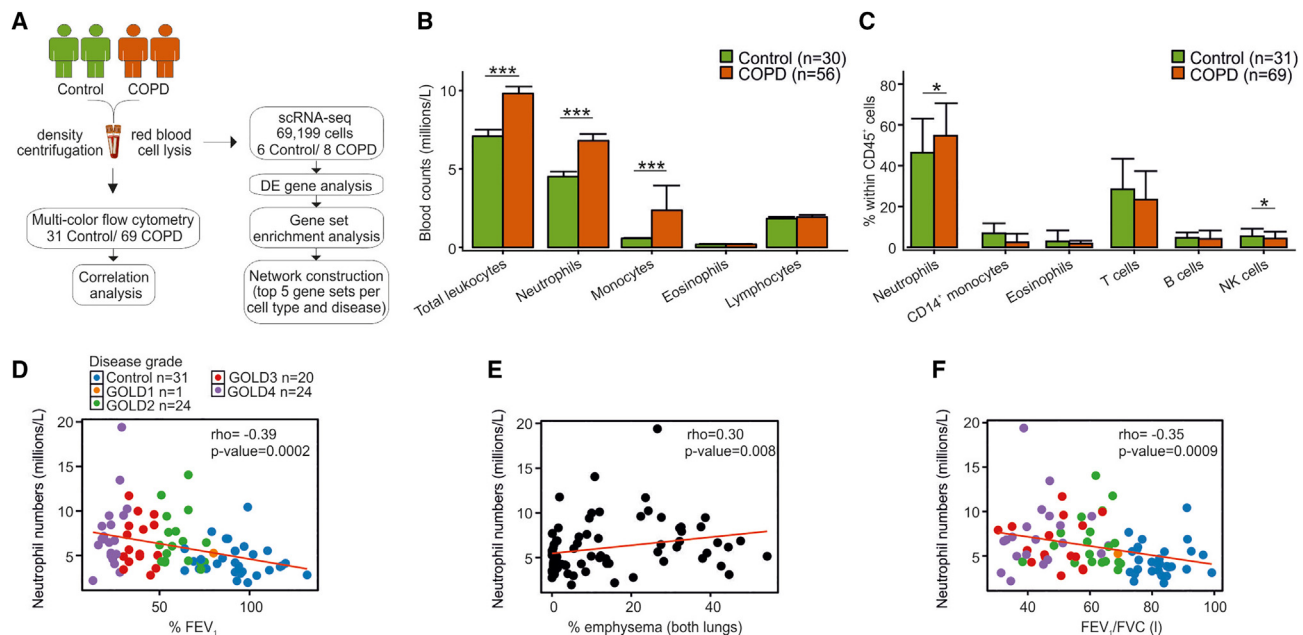 A
Control
COPD
density
centrifugation
red blood
cell lysis
Multi-color flow cytometry
31 Control/ 69 COPD
Correlation
analysis
scRNA-seq
69,199 cells
6 Control/ 8 COPD
DE gene analysis
Gene set
enrichment analysis
Network construction
(top 5 gene sets per
cell type and disease)
B
Control (n=30)
COPD (n=56)
Blood counts (millions/L)
10
5
0
***
***
***
Total leukocytes
Neutrophils
Monocytes
Eosinophils
Lymphocytes
C
Control (n=31)
COPD (n=69)
% within CD45+ cells
80
60
40
20
0
*
*
Neutrophils
CD14+ monocytes
Eosinophils
T cells
B cells
NK cells
D
Disease grade
Control n=31
GOLD1 n=1
GOLD2 n=24
GOLD3 n=20
GOLD4 n=24
Neutrophil numbers (millions/L)
20
15
10
5
rho= -0.39
p-value=0.0002
50
100
% FEV1
E
Neutrophil numbers (millions/L)
20
15
10
5
rho=0.30
p-value=0.008
0
20
40
% emphysema (both lungs)
F
Neutrophil numbers (millions/L)
20
15
10
5
rho= -0.35
p-value=0.0009
40
60
80
100
FEV1/FVC (l)